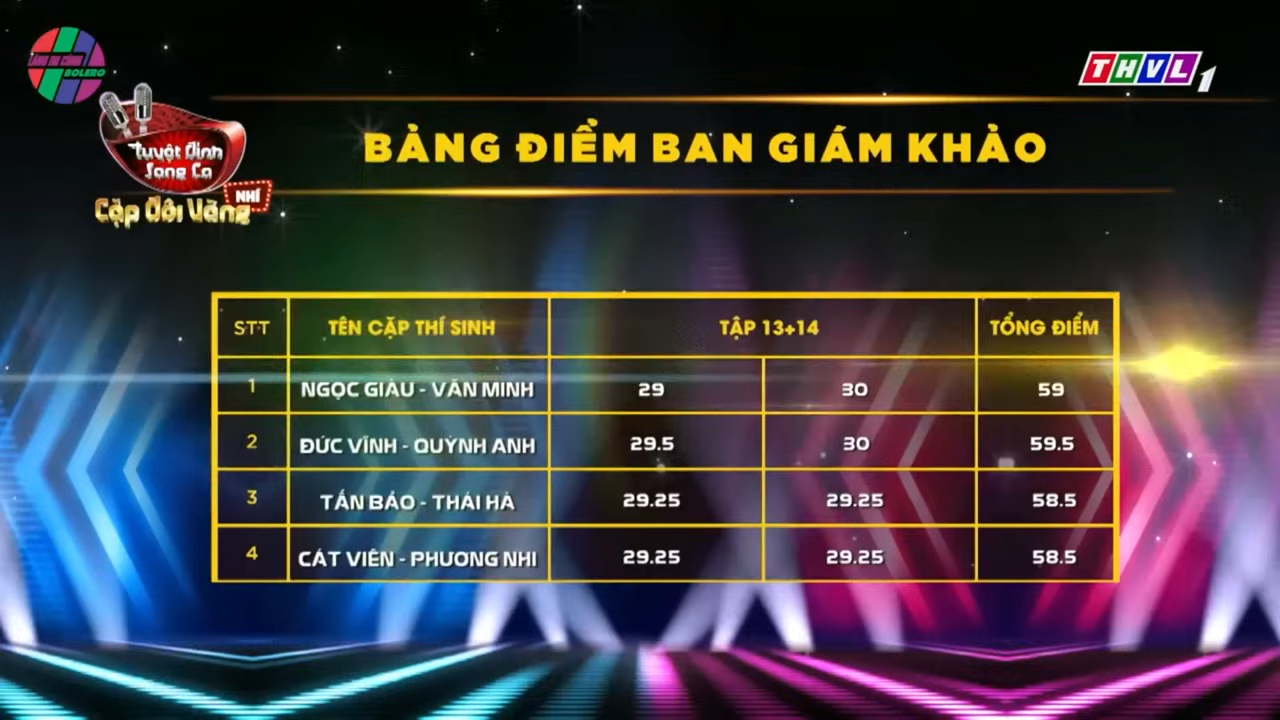 BOLERO
THVL 1
Tuyệt Đỉnh
Song Ca
NHÍ
Cặp Đôi Vàng
BẢNG ĐIỂM BAN GIÁM KHẢO
STT TÊN CẶP THÍ SINH TẬP 13+14 TỔNG ĐIỂM
1 NGỌC GIÀU - VĂN MINH 29 30 59
2 ĐỨC VĨNH - QUỲNH ANH 29.5 30 59.5
3 TẤN BẢO - THÁI HÀ 29.25 29.25 58.5
4 CÁT VIÊN - PHƯƠNG NHI 29.25 29.25 58.5